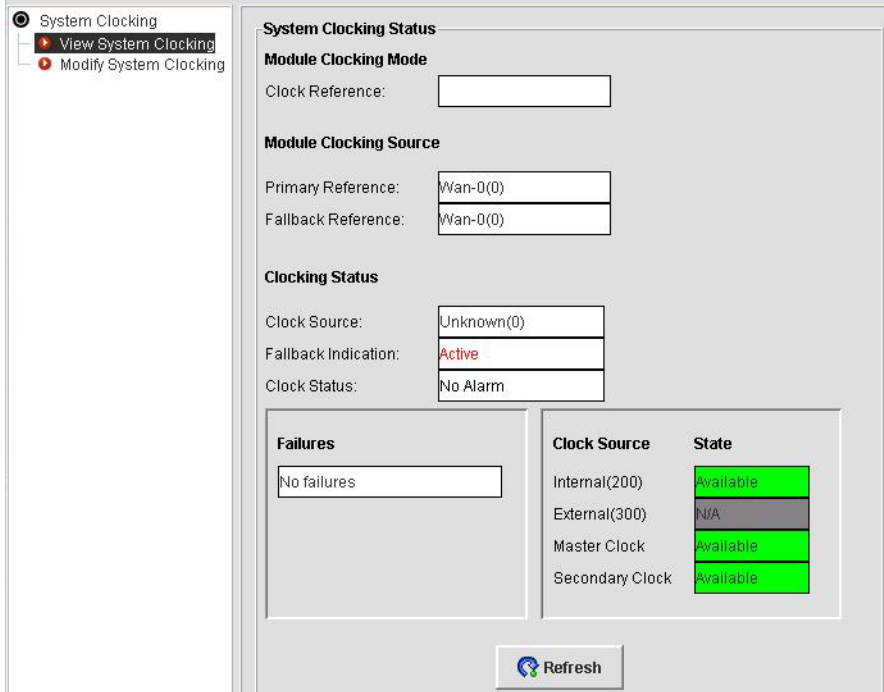 System Clocking
View System Clocking
Modify System Clocking
System Clocking Status
Module Clocking Mode
Clock Reference:
Module Clocking Source
Primary Reference: Wan-0(0)
Fallback Reference: Wan-0(0)
Clocking Status
Clock Source: Unknown(0)
Fallback Indication: Active
Clock Status: No Alarm
Failures
No failures
Clock Source State
Internal(200) Available
External(300) N/A
Master Clock Available
Secondary Clock Available
Refresh